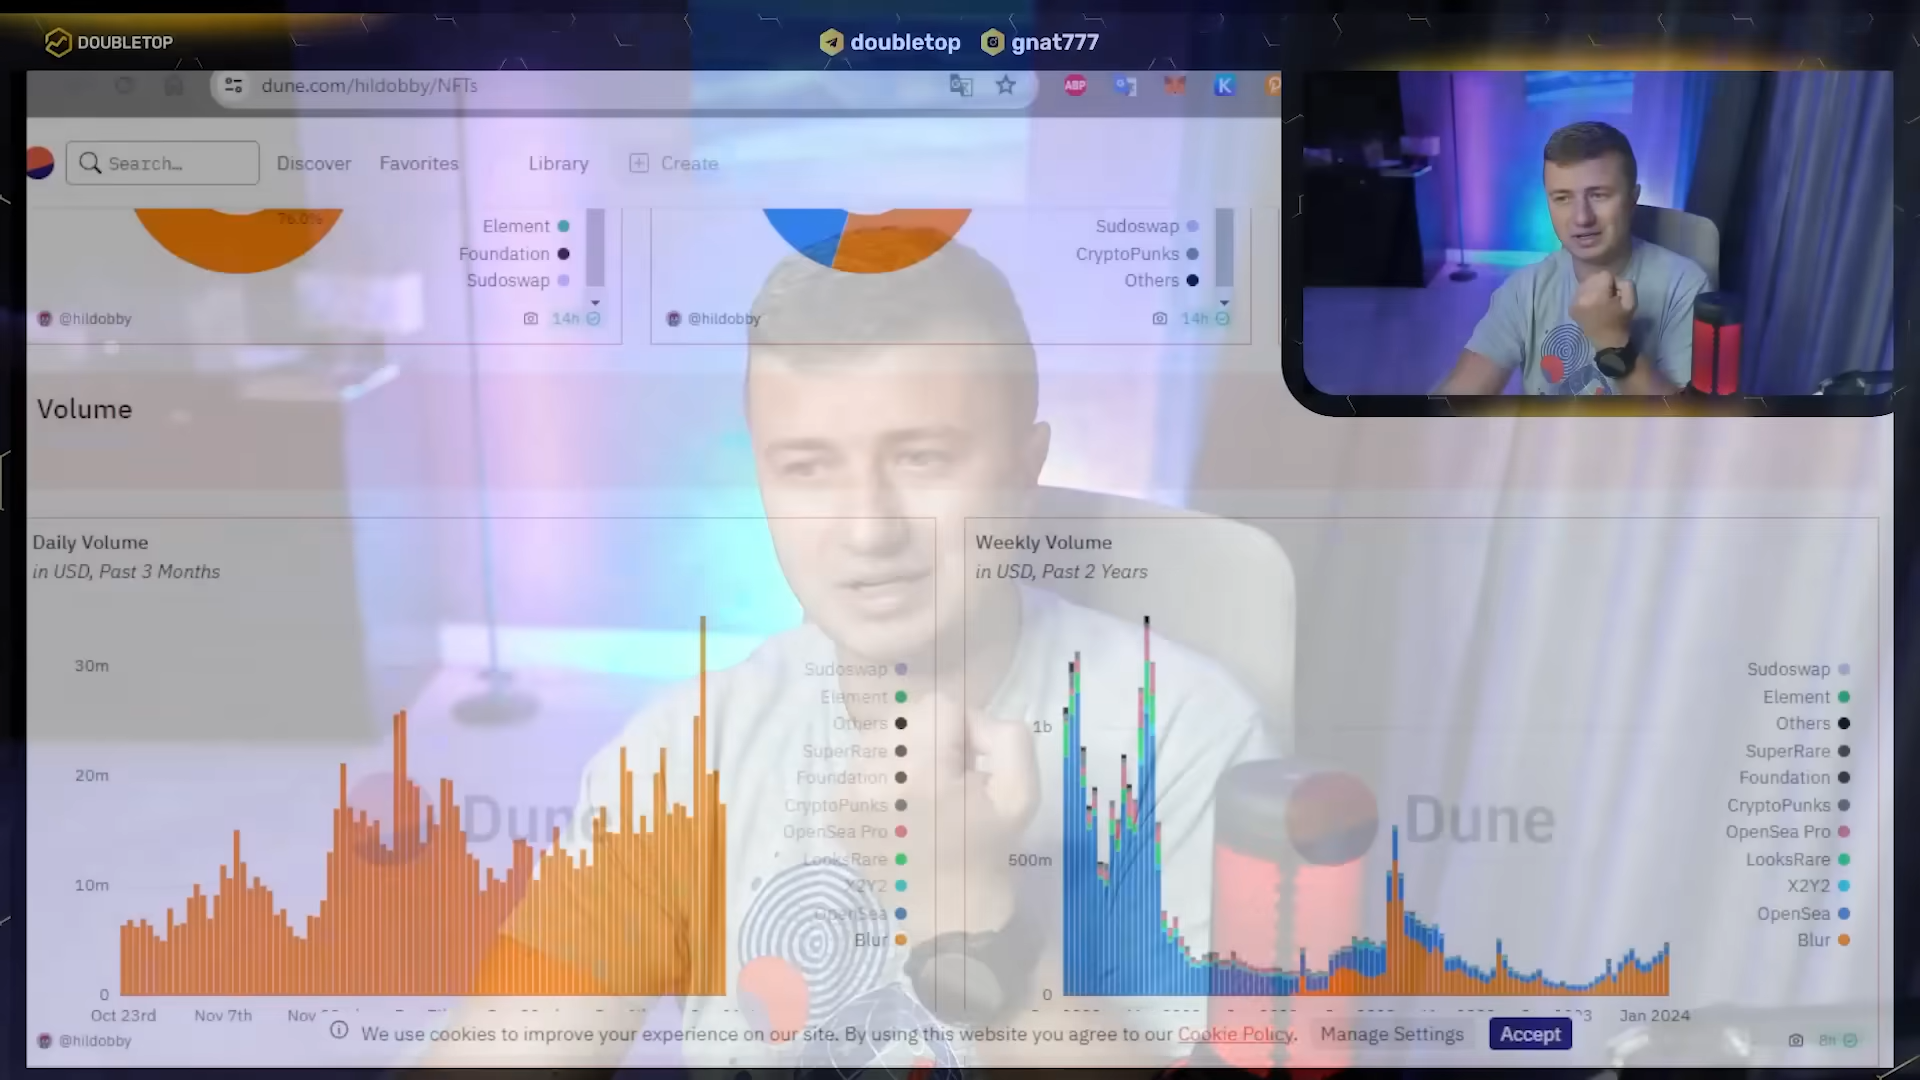 DOUBLETOP
doubletop
gnat777
dune.com/hildobby/NFTs
ABP
K
Search...
Discover
Favorites
Library
Create
76.0%
Element
Foundation
Sudoswap
@hildobby
14h
Sudoswap
CryptoPunks
Others
@hildobby
14h
Volume
Daily Volume
in USD, Past 3 Months
30m
20m
10m
0
Oct 23rd
Nov 7th
Nov
Dune
Sudoswap
Element
Others
SuperRare
Foundation
CryptoPunks
OpenSea Pro
LooksRare
X2Y2
OpenSea
Blur
@hildobby
Weekly Volume
in USD, Past 2 Years
1b
500m
0
Jan 2024
Dune
Sudoswap
Element
Others
SuperRare
Foundation
CryptoPunks
OpenSea Pro
LooksRare
X2Y2
OpenSea
Blur
8h
We use cookies to improve your experience on our site. By using this website you agree to our Cookie Policy.
Manage Settings
Accept